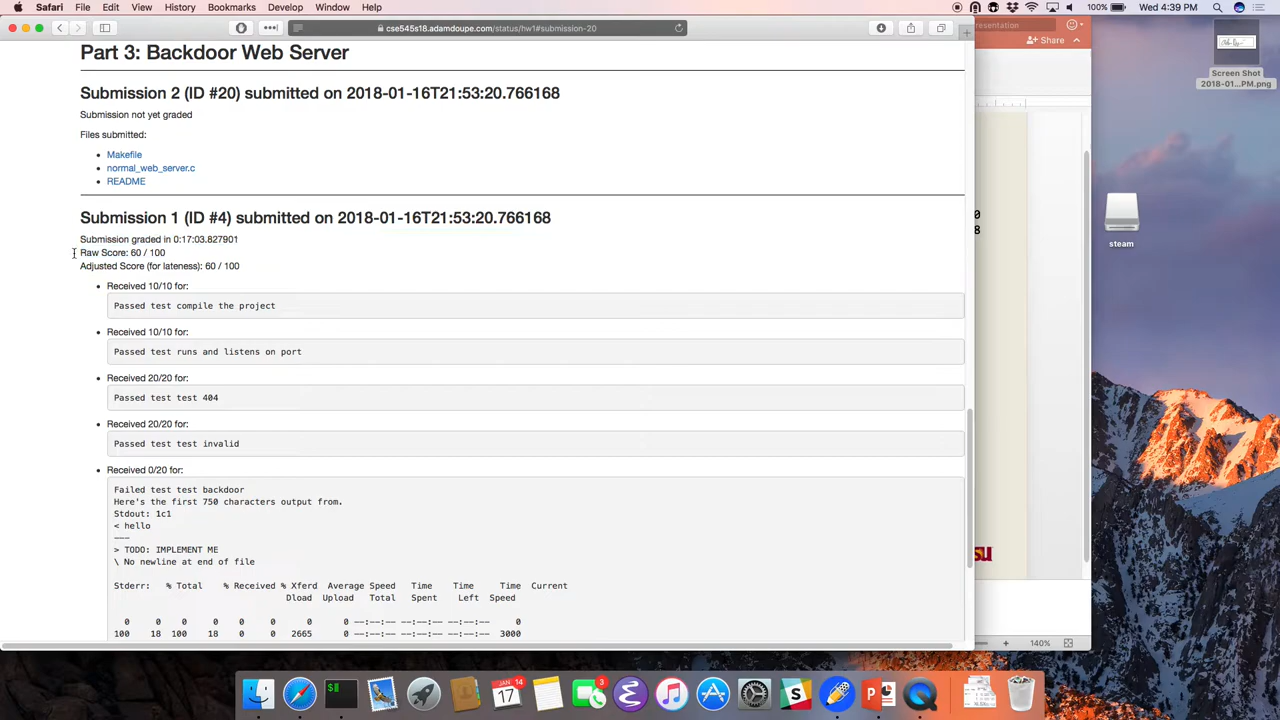 Safari File Edit View History Bookmarks Develop Window Help 100% Wed 4:39 PM
cse545s18.adamdoupe.com/status/hw1#submission-20
resentation
Share
Part 3: Backdoor Web Server
Submission 2 (ID #20) submitted on 2018-01-16T21:53:20.766168
Submission not yet graded
Files submitted:
• Makefile
• normal_web_server.c
• README
Submission 1 (ID #4) submitted on 2018-01-16T21:53:20.766168
Submission graded in 0:17:03.827901
Raw Score: 60 / 100
Adjusted Score (for lateness): 60 / 100
• Received 10/10 for:
Passed test compile the project
• Received 10/10 for:
Passed test runs and listens on port
• Received 20/20 for:
Passed test test 404
• Received 20/20 for:
Passed test test invalid
• Received 0/20 for:
Failed test test backdoor
Here's the first 750 characters output from.
Stdout: 1c1
< hello
---
> TODO: IMPLEMENT ME
\ No newline at end of file
Stderr: % Total % Received % Xferd Average Speed Time Time Time Current
Dload Upload Total Spent Left Speed
0 0 0 0 0 0 0 0 --:--:-- --:--:-- --:--:-- 0
100 18 100 18 0 0 2665 0 --:--:-- --:--:-- --:--:-- 3000
0
8
su
140%
Screen Shot
2018-01...PM.png
steam
JAN 14
17
3